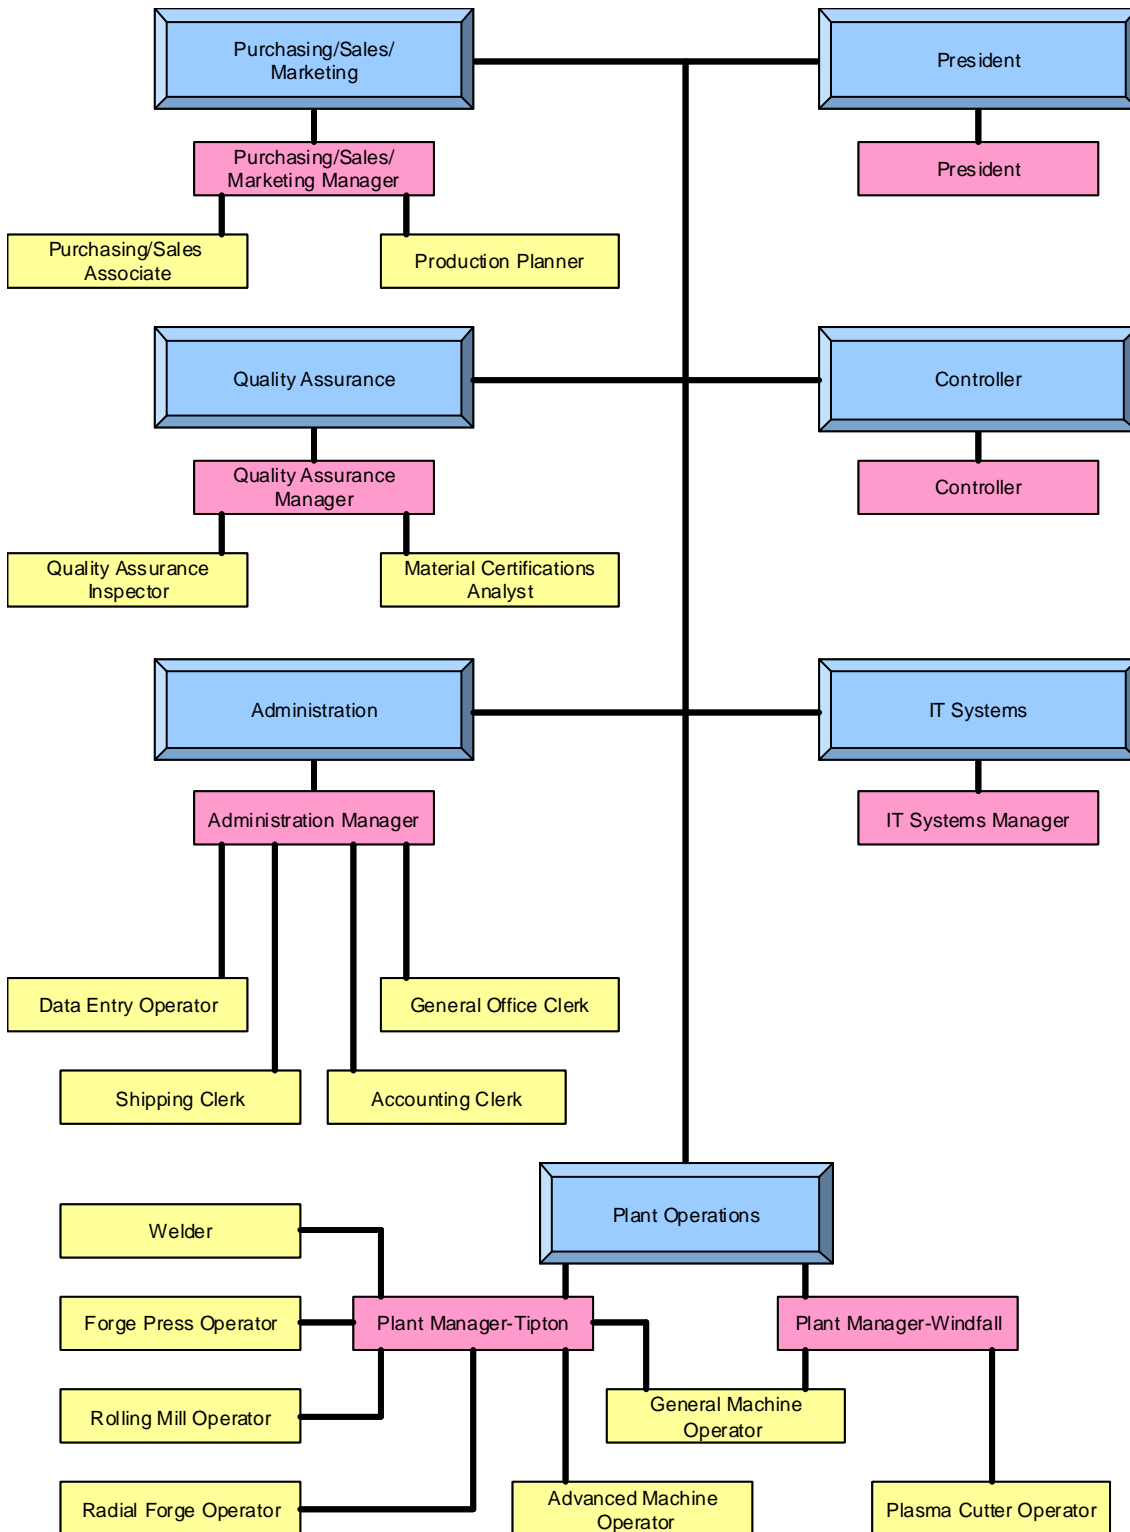 Purchasing/Sales/
Marketing
President
Purchasing/Sales/
Marketing Manager
President
Purchasing/Sales
Associate
Production Planner
Quality Assurance
Controller
Quality Assurance
Manager
Controller
Quality Assurance
Inspector
Material Certifications
Analyst
Administration
IT Systems
Administration Manager
IT Systems Manager
Data Entry Operator
General Office Clerk
Shipping Clerk
Accounting Clerk
Plant Operations
Welder
Forge Press Operator
Plant Manager-Tipton
Plant Manager-Windfall
Rolling Mill Operator
General Machine
Operator
Radial Forge Operator
Advanced Machine
Operator
Plasma Cutter Operator